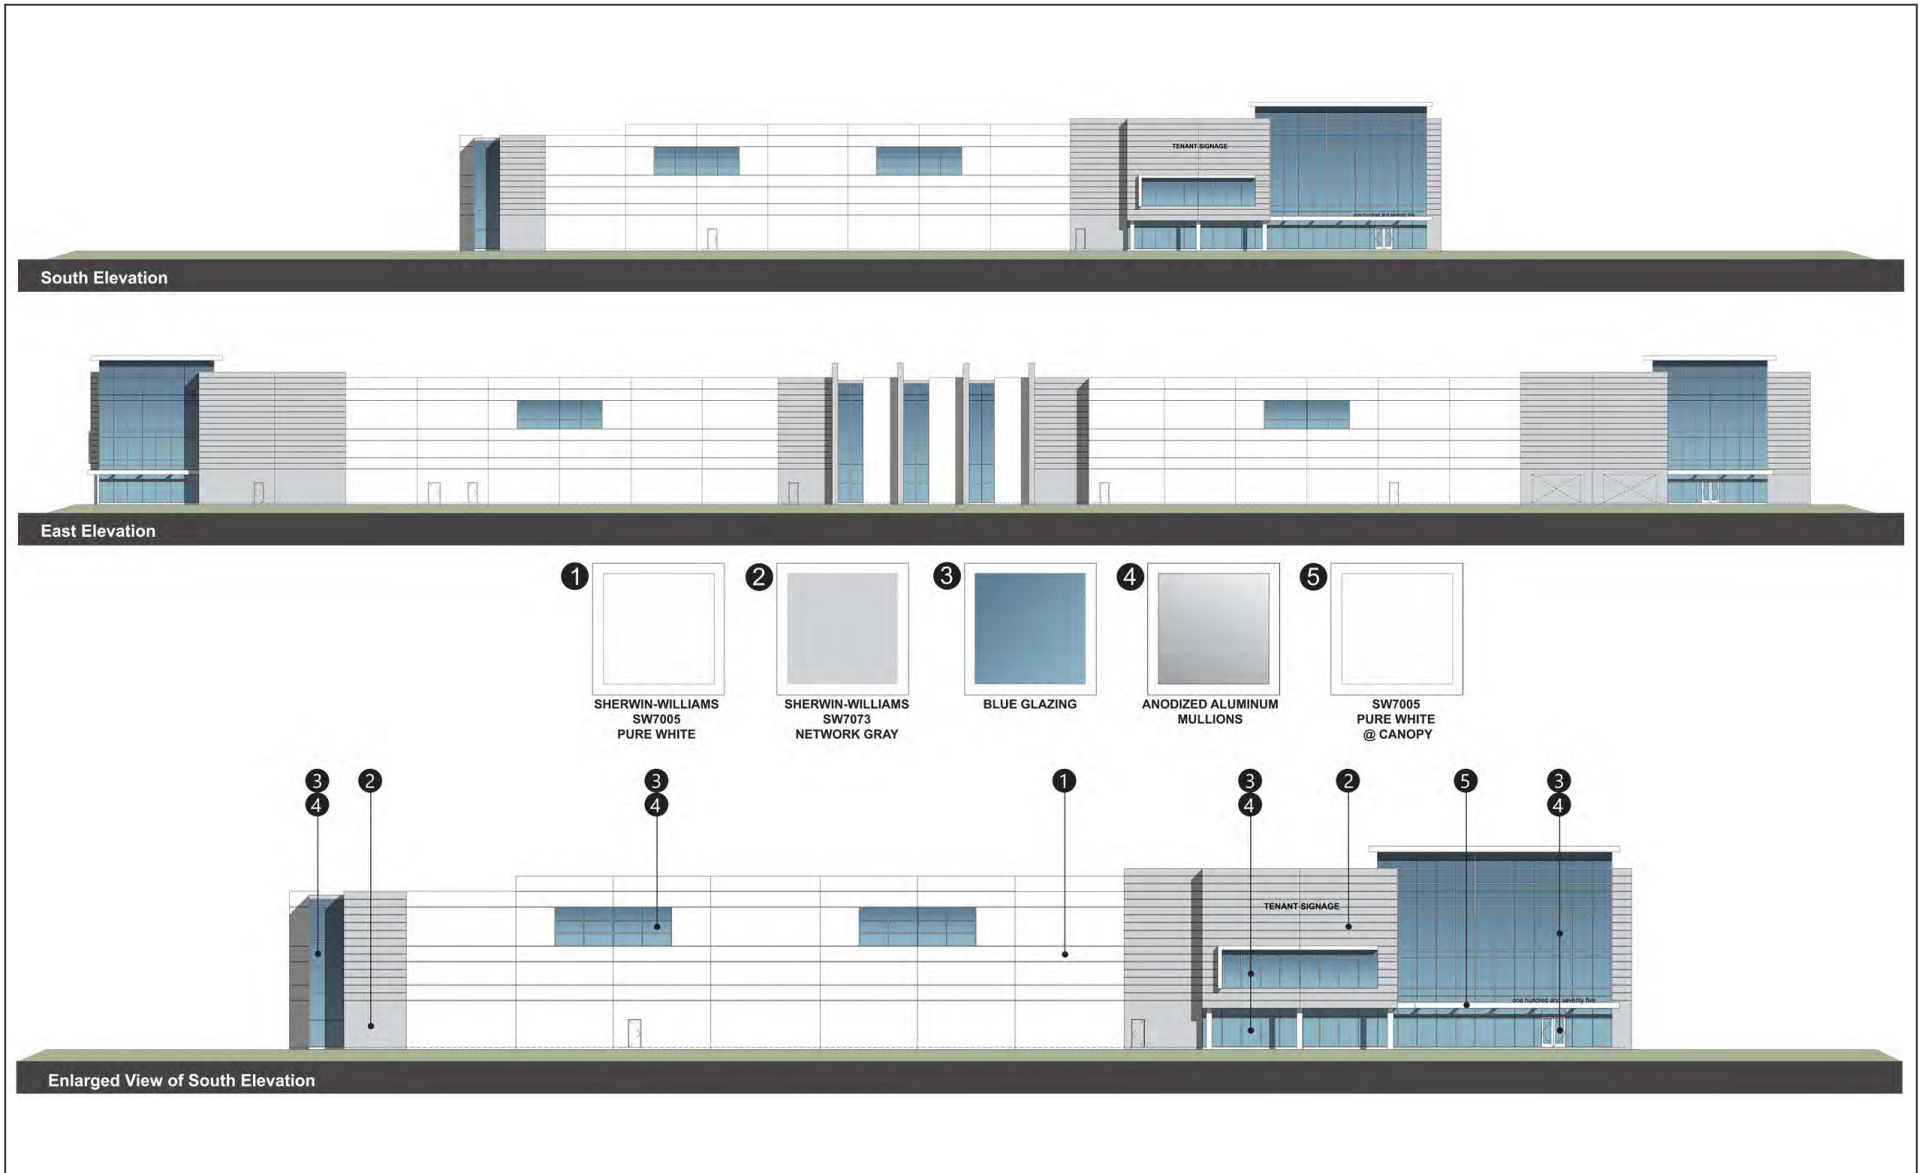 TENANT SIGNAGE
one hundred and seventy five
South Elevation
East Elevation
1
2
3
4
5
SHERWIN-WILLIAMS
SW7005
PURE WHITE
SHERWIN-WILLIAMS
SW7073
NETWORK GRAY
BLUE GLAZING
ANODIZED ALUMINUM
MULLIONS
SW7005
PURE WHITE
@ CANOPY
3
4
2
3
4
1
3
4
2
5
3
4
TENANT SIGNAGE
one hundred and seventy five
Enlarged View of South Elevation